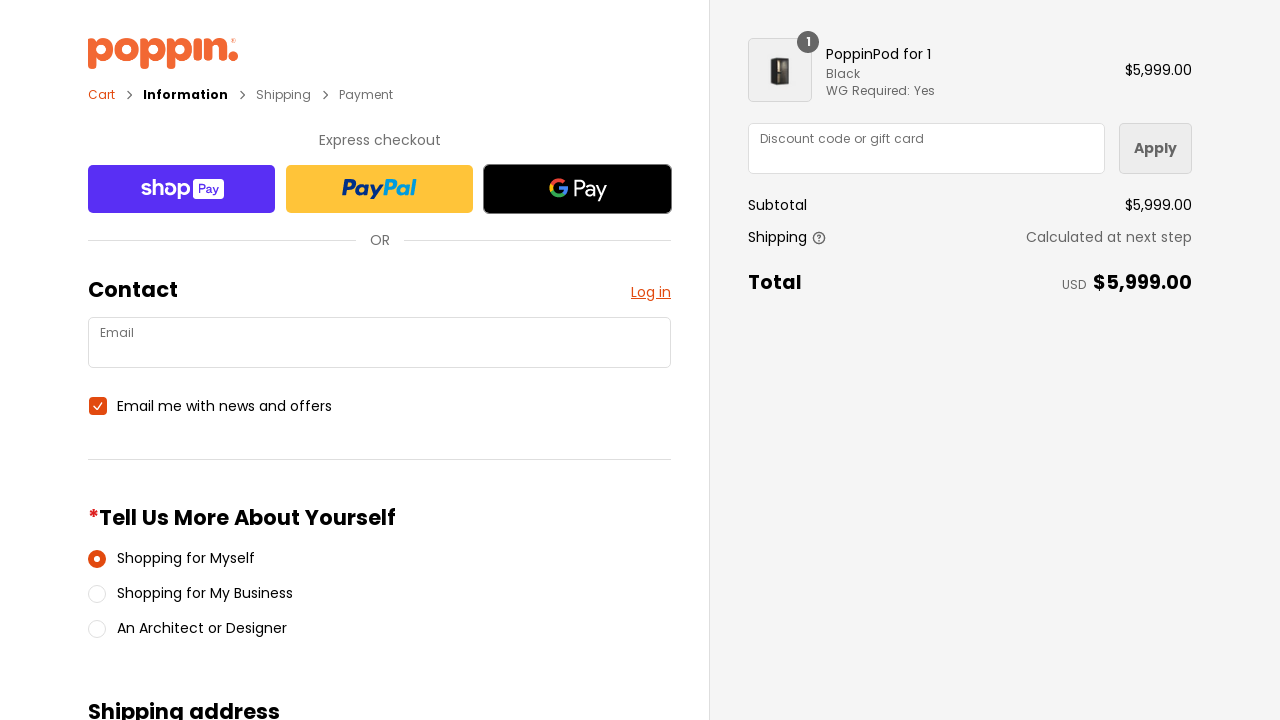 poppin.
Cart
Information
Shipping
Payment
Express checkout
shop Pay
PayPal
G Pay
OR
Contact
Log in
Email
Email me with news and offers
*Tell Us More About Yourself
Shopping for Myself
Shopping for My Business
An Architect or Designer
Shipping address
1
PoppinPod for 1
Black
WG Required: Yes
$5,999.00
Discount code or gift card
Apply
Subtotal
$5,999.00
Shipping
Calculated at next step
Total
USD $5,999.00